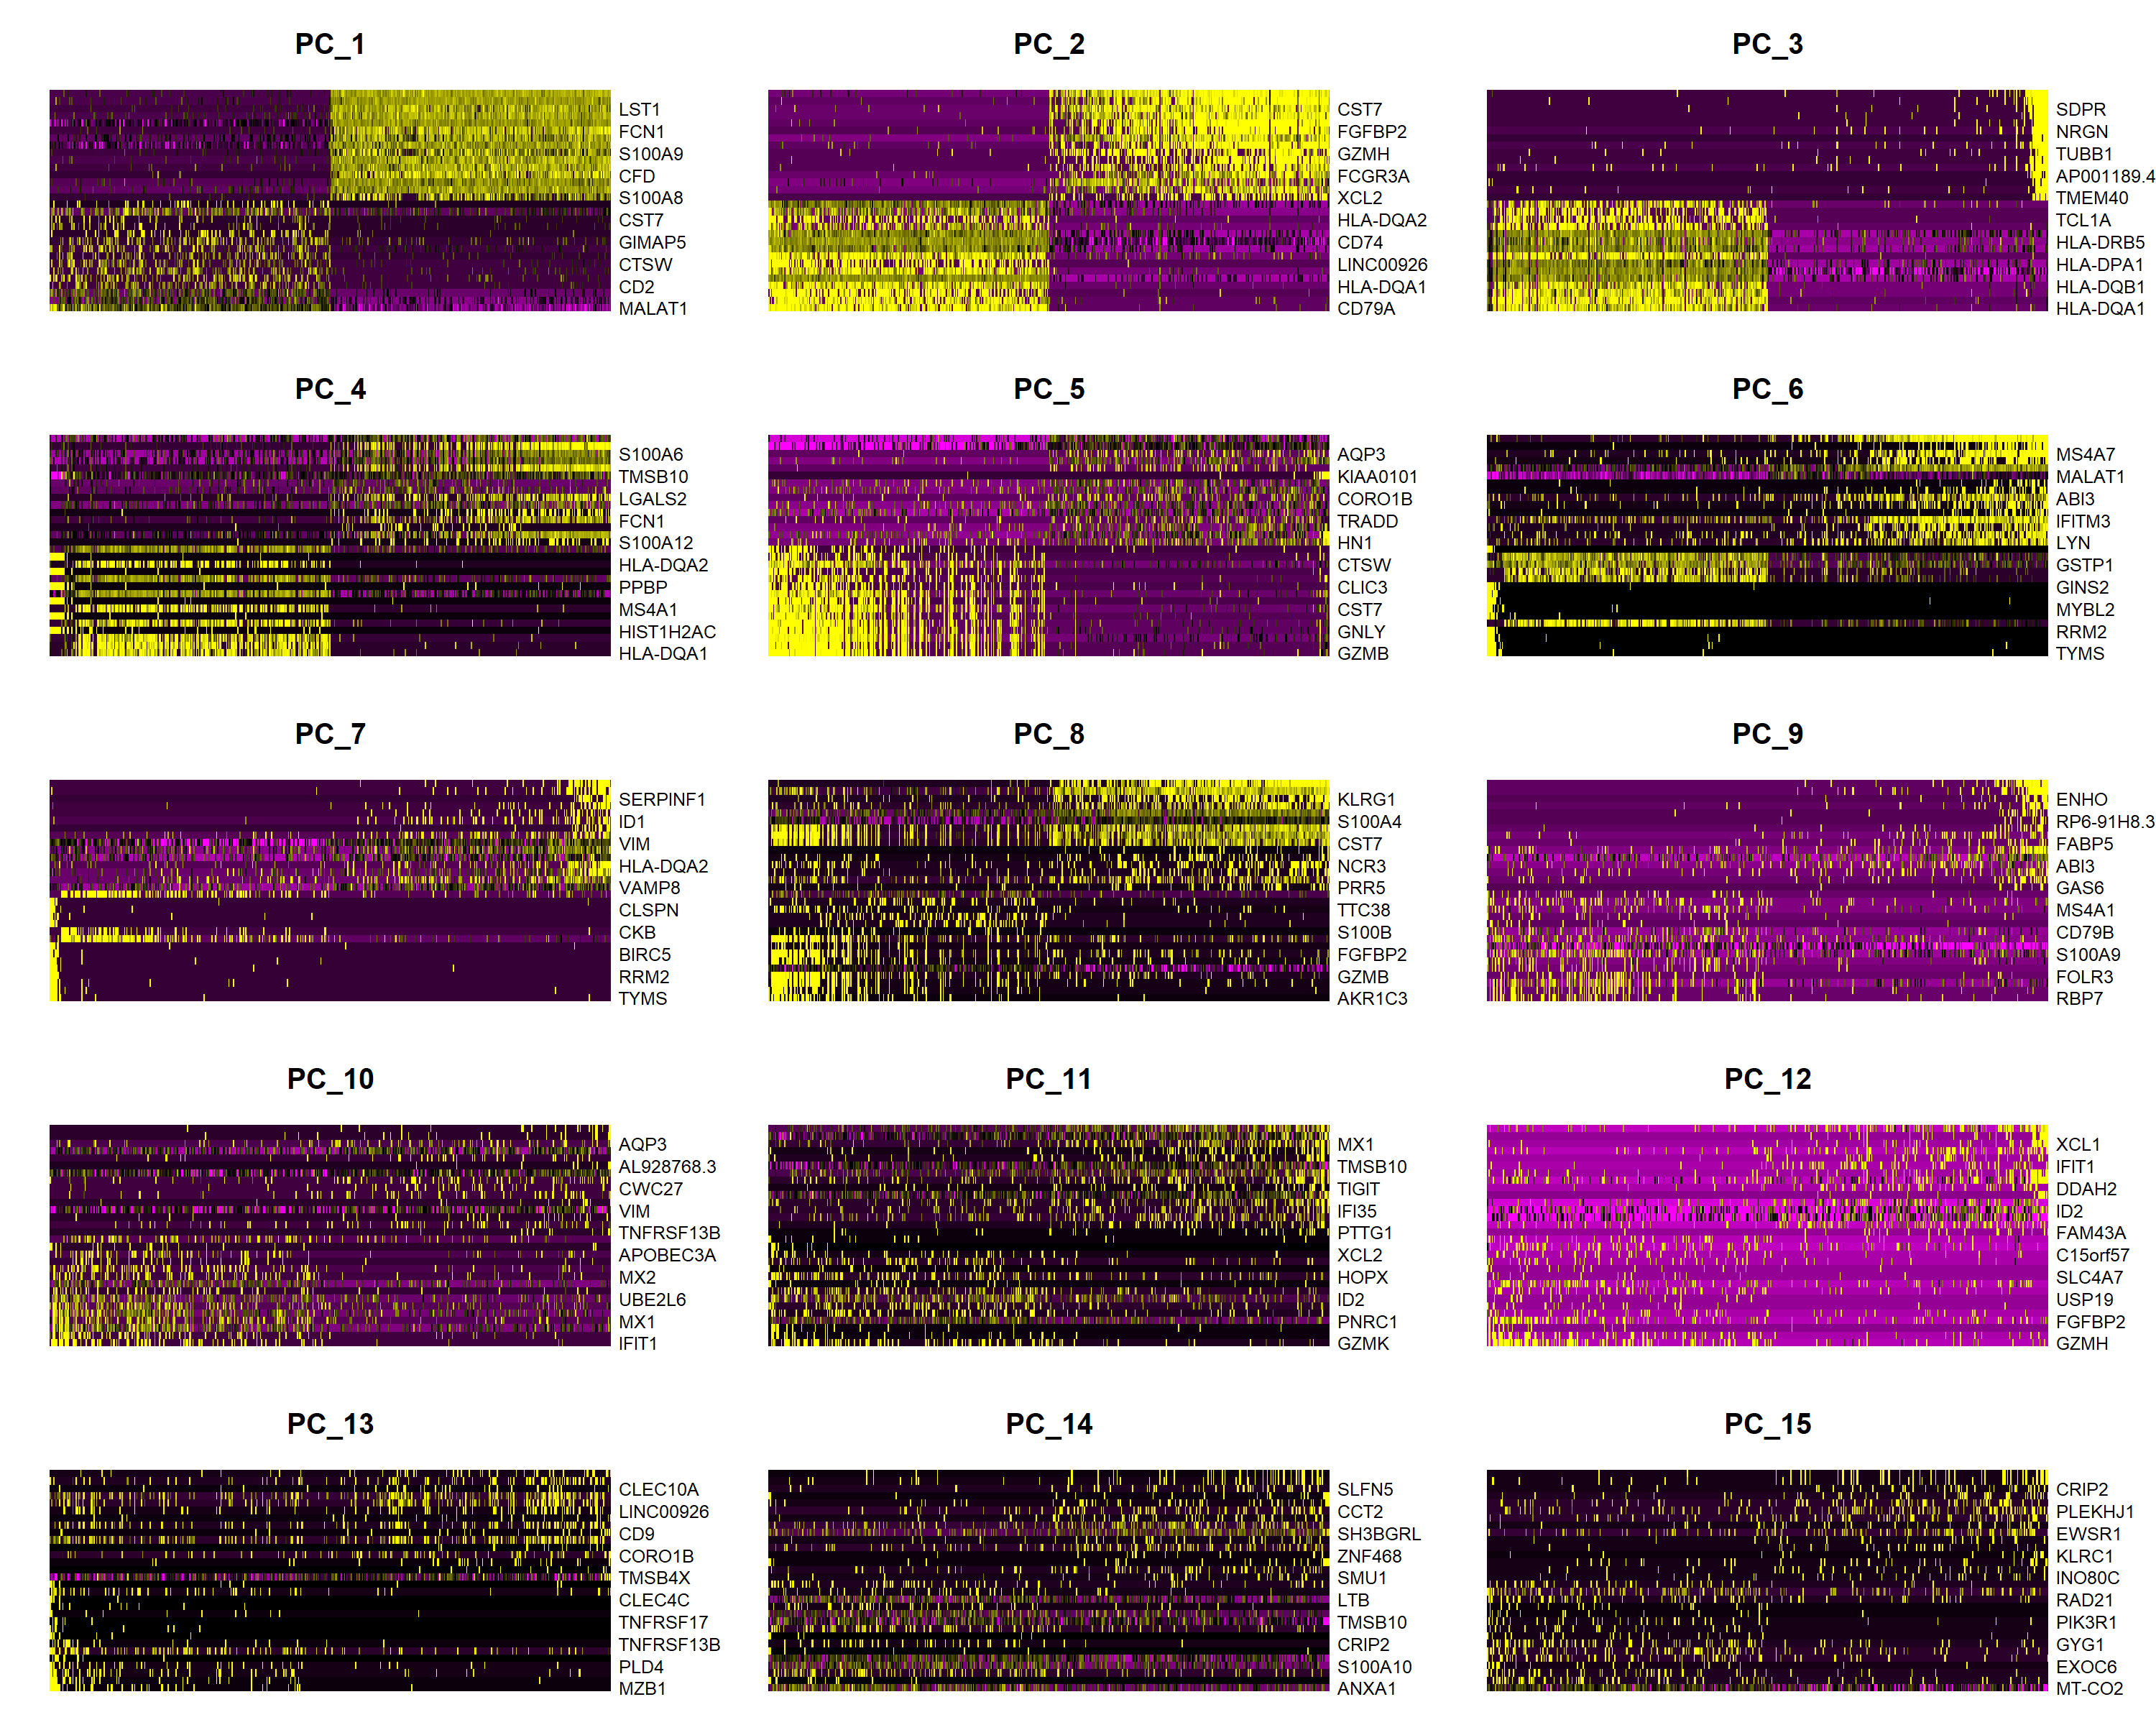 PC_1
LST1
FCN1
S100A9
CFD
S100A8
CST7
GIMAP5
CTSW
CD2
MALAT1
PC_2
CST7
FGFBP2
GZMH
FCGR3A
XCL2
HLA-DQA2
CD74
LINC00926
HLA-DQA1
CD79A
PC_3
SDPR
NRGN
TUBB1
AP001189.4
TMEM40
TCL1A
HLA-DRB5
HLA-DPA1
HLA-DQB1
HLA-DQA1
PC_4
S100A6
TMSB10
LGALS2
FCN1
S100A12
HLA-DQA2
PPBP
MS4A1
HIST1H2AC
HLA-DQA1
PC_5
AQP3
KIAA0101
CORO1B
TRADD
HN1
CTSW
CLIC3
CST7
GNLY
GZMB
PC_6
MS4A7
MALAT1
ABI3
IFITM3
LYN
GSTP1
GINS2
MYBL2
RRM2
TYMS
PC_7
SERPINF1
ID1
VIM
HLA-DQA2
VAMP8
CLSPN
CKB
BIRC5
RRM2
TYMS
PC_8
KLRG1
S100A4
CST7
NCR3
PRR5
TTC38
S100B
FGFBP2
GZMB
AKR1C3
PC_9
ENHO
RP6-91H8.3
FABP5
ABI3
GAS6
MS4A1
CD79B
S100A9
FOLR3
RBP7
PC_10
AQP3
AL928768.3
CWC27
VIM
TNFRSF13B
APOBEC3A
MX2
UBE2L6
MX1
IFIT1
PC_11
MX1
TMSB10
TIGIT
IFI35
PTTG1
XCL2
HOPX
ID2
PNRC1
GZMK
PC_12
XCL1
IFIT1
DDAH2
ID2
FAM43A
C15orf57
SLC4A7
USP19
FGFBP2
GZMH
PC_13
CLEC10A
LINC00926
CD9
CORO1B
TMSB4X
CLEC4C
TNFRSF17
TNFRSF13B
PLD4
MZB1
PC_14
SLFN5
CCT2
SH3BGRL
ZNF468
SMU1
LTB
TMSB10
CRIP2
S100A10
ANXA1
PC_15
CRIP2
PLEKHJ1
EWSR1
KLRC1
INO80C
RAD21
PIK3R1
GYG1
EXOC6
MT-CO2